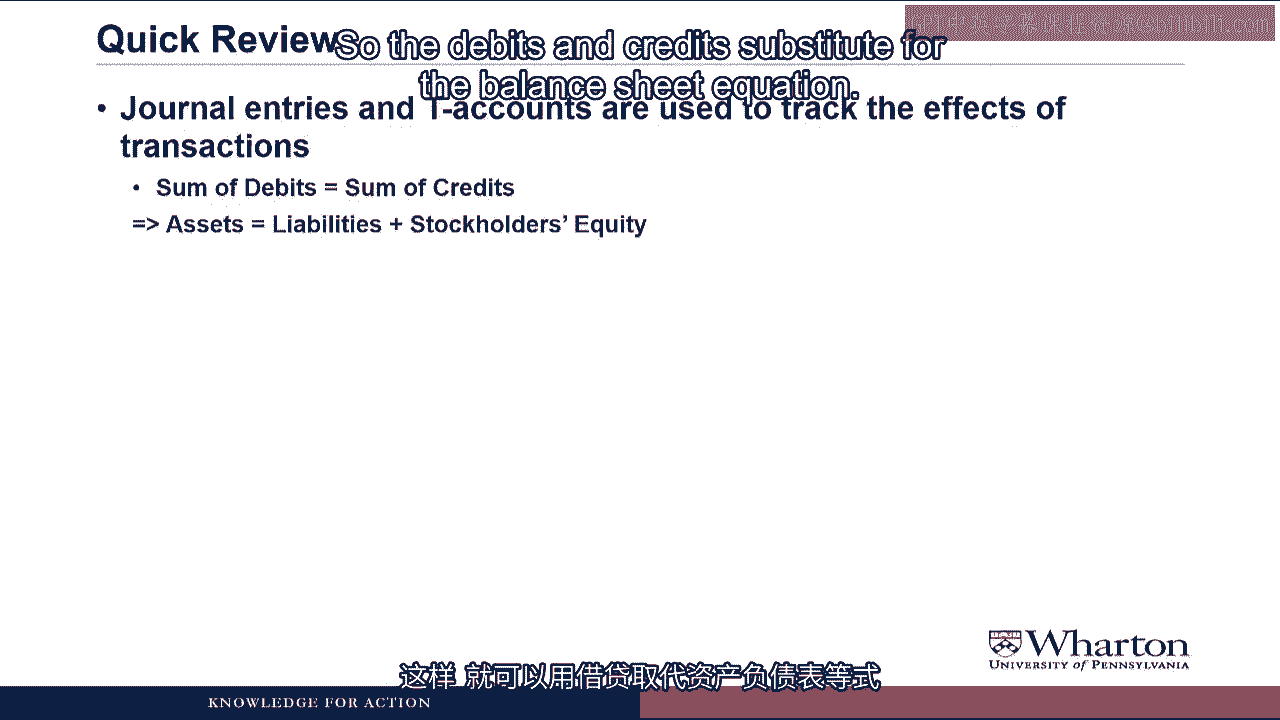 Quick Review
So the debits and credits substitute for
the balance sheet equation.
• Journal entries and T-accounts are used to track the effects of
transactions
• Sum of Debits = Sum of Credits
=> Assets = Liabilities + Stockholders' Equity
Wharton
UNIVERSITY of PENNSYLVANIA
这样 就可以用借贷取代资产负债表等式
KNOWLEDGE FOR ACTION